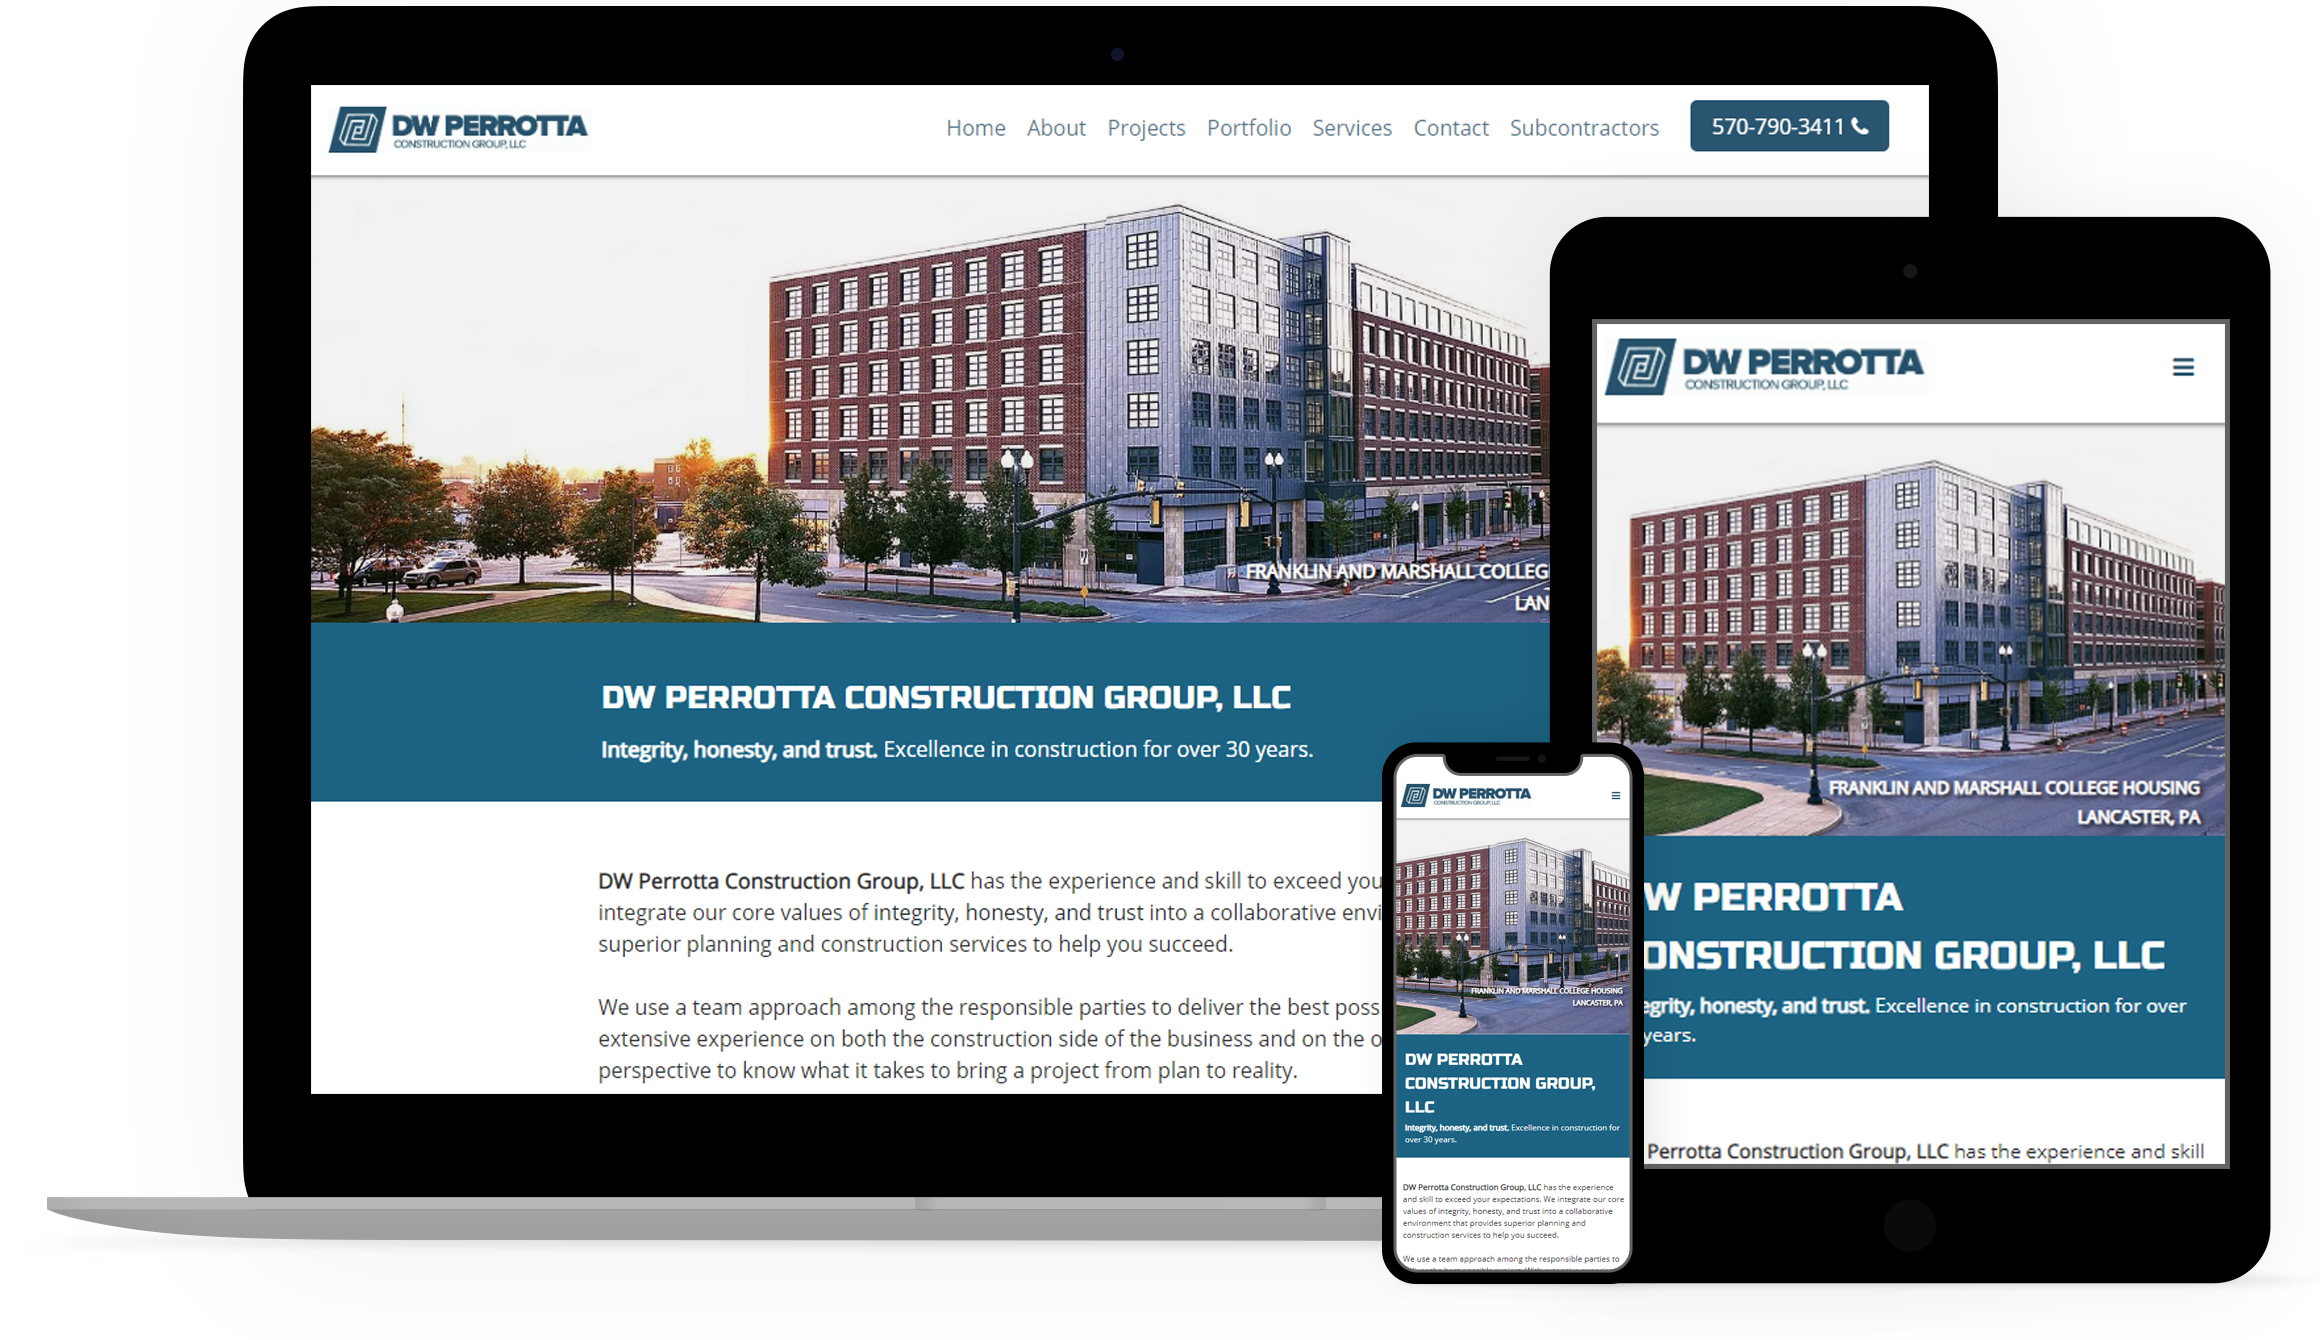 DW PERROTTA
CONSTRUCTION GROUP, LLC
Home About Projects Portfolio Services Contact Subcontractors 570-790-3411
FRANKLIN AND MARSHALL COLLEG
LAN
DW PERROTTA CONSTRUCTION GROUP, LLC
Integrity, honesty, and trust. Excellence in construction for over 30 years.
DW Perrotta Construction Group, LLC has the experience and skill to exceed you
integrate our core values of integrity, honesty, and trust into a collaborative envi
superior planning and construction services to help you succeed.
We use a team approach among the responsible parties to deliver the best poss
extensive experience on both the construction side of the business and on the o
perspective to know what it takes to bring a project from plan to reality.
DW PERROTTA
CONSTRUCTION GROUP, LLC
FRANKLIN AND MARSHALL COLLEGE HOUSING
LANCASTER, PA
W PERROTTA
ONSTRUCTION GROUP, LLC
egrity, honesty, and trust. Excellence in construction for over
years.
Perrotta Construction Group, LLC has the experience and skill
DW PERROTTA
CONSTRUCTION GROUP, LLC
FRANKLIN AND MARSHALL COLLEGE HOUSING
LANCASTER, PA
DW PERROTTA
CONSTRUCTION GROUP,
LLC
Integrity, honesty, and trust. Excellence in construction for
over 30 years.
DW Perrotta Construction Group, LLC has the experience
and skill to exceed your expectations. We integrate our core
values of integrity, honesty, and trust into a collaborative
environment that provides superior planning and
construction services to help you succeed.
We use a team approach among the responsible parties to